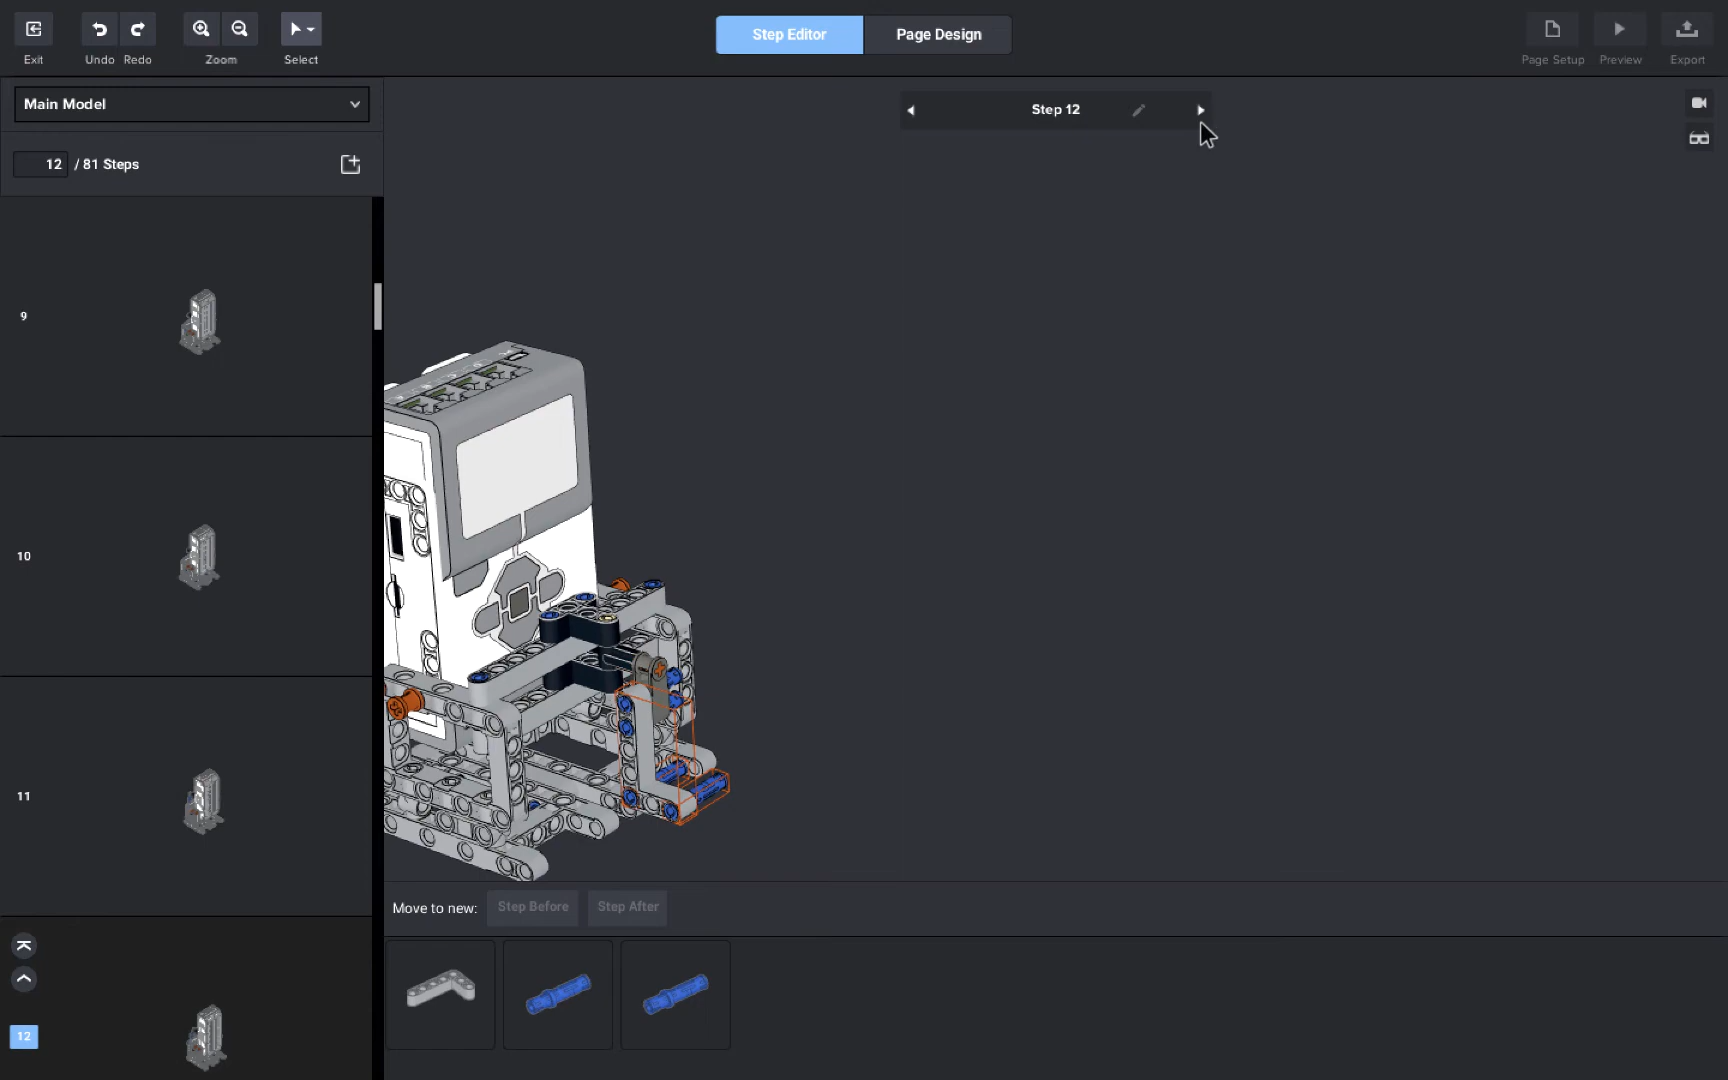 Exit
Undo Redo
Zoom
Select
Step Editor
Page Design
Page Setup
Preview
Export
Main Model
Step 12
12 / 81 Steps
9
10
11
12
Move to new: Step Before Step After